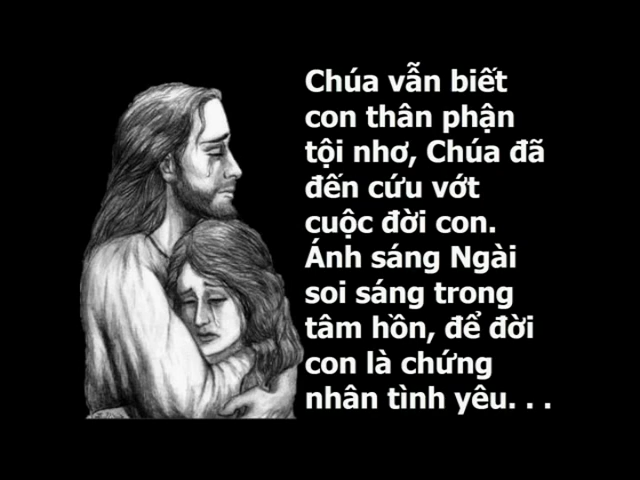 Chúa vẫn biết
con thân phận
tội nhơ, Chúa đã
đến cứu vớt
cuộc đời con.
Ánh sáng Ngài
soi sáng trong
tâm hồn, để đời
con là chứng
nhân tình yêu. . .